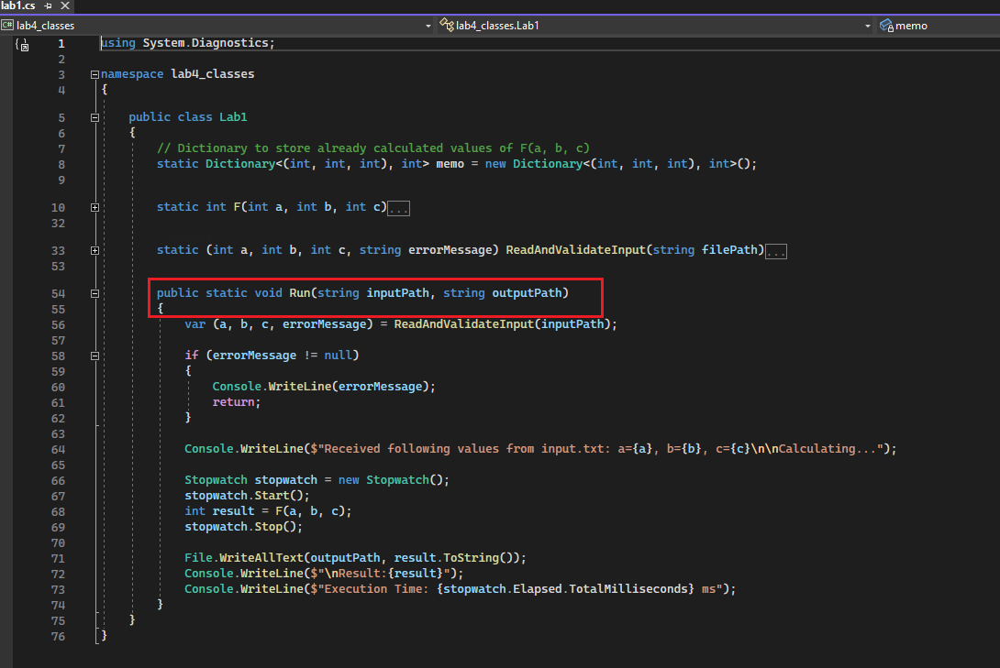 lab1.cs
lab4_classes lab4_classes.Lab1 memo
1 using System.Diagnostics;
2
3 namespace lab4_classes
4 {
5 public class Lab1
6 {
7 // Dictionary to store already calculated values of F(a, b, c)
8 static Dictionary<(int, int, int), int> memo = new Dictionary<(int, int, int), int>();
9
10 static int F(int a, int b, int c)...
32
33 static (int a, int b, int c, string errorMessage) ReadAndValidateInput(string filePath)...
53
54 public static void Run(string inputPath, string outputPath)
55 {
56 var (a, b, c, errorMessage) = ReadAndValidateInput(inputPath);
57
58 if (errorMessage != null)
59 {
60 Console.WriteLine(errorMessage);
61 return;
62 }
63
64 Console.WriteLine($"Received following values from input.txt: a={a}, b={b}, c={c}\n\nCalculating...");
65
66 Stopwatch stopwatch = new Stopwatch();
67 stopwatch.Start();
68 int result = F(a, b, c);
69 stopwatch.Stop();
70
71 File.WriteAllText(outputPath, result.ToString());
72 Console.WriteLine($"\nResult:{result}");
73 Console.WriteLine($"Execution Time: {stopwatch.Elapsed.TotalMilliseconds} ms");
74 }
75 }
76 }